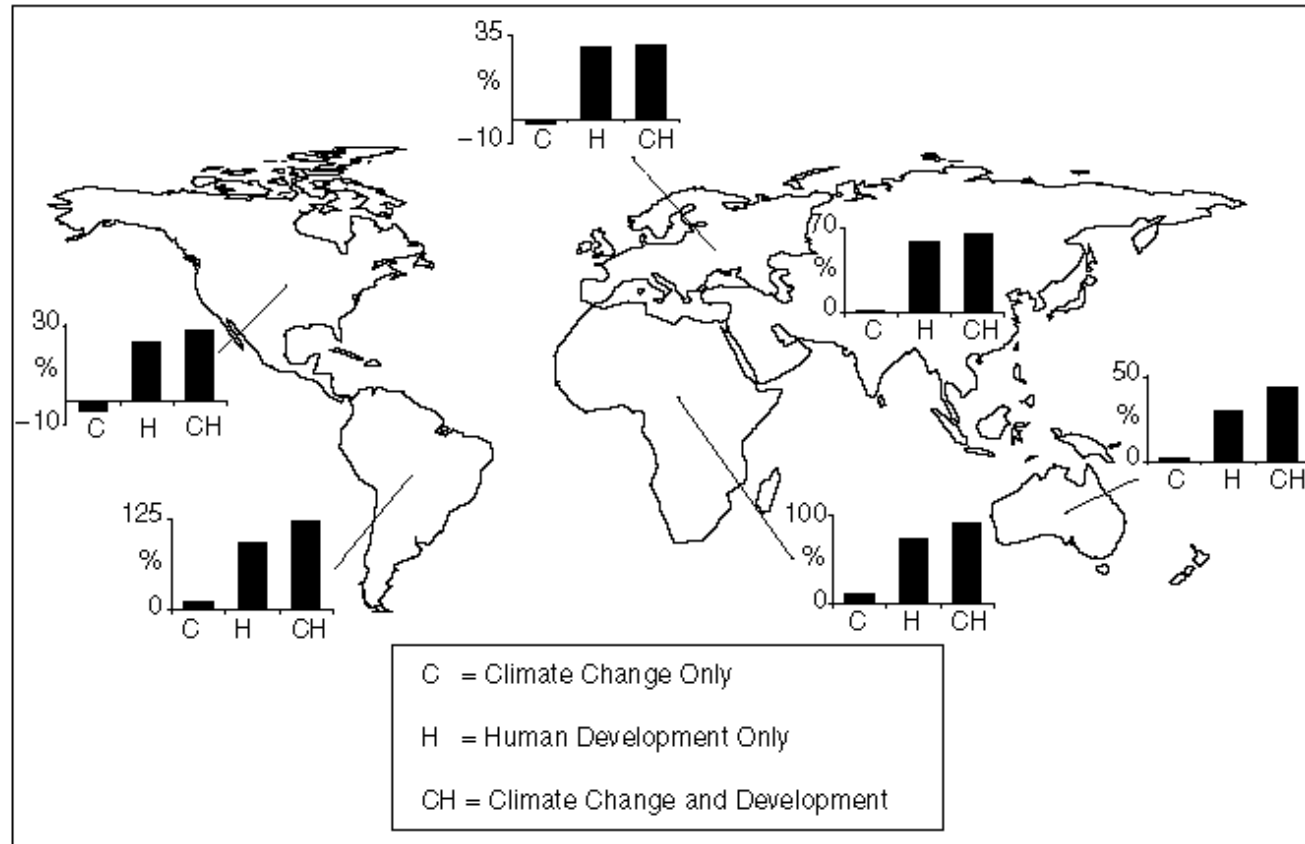 35
%
−10
C H CH
70
%
0
C H CH
30
%
−10
C H CH
50
%
0
C H CH
125
%
0
C H CH
100
%
0
C H CH
C = Climate Change Only
H = Human Development Only
CH = Climate Change and Development